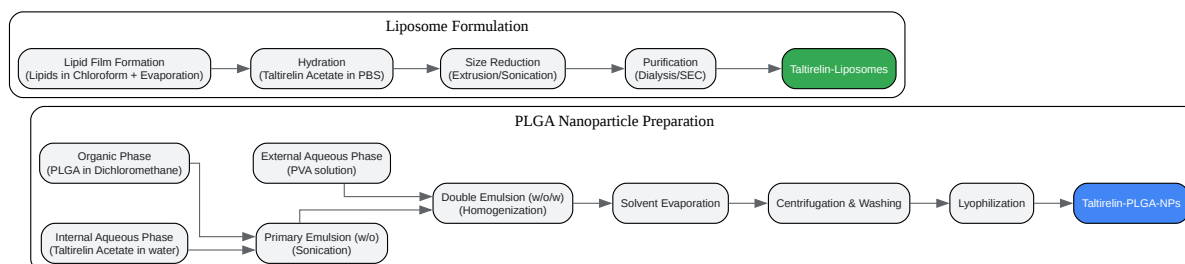 Liposome Formulation
Lipid Film Formation
(Lipids in Chloroform + Evaporation)
Hydration
(Taltirelin Acetate in PBS)
Size Reduction
(Extrusion/Sonication)
Purification
(Dialysis/SEC)
Taltirelin-Liposomes
PLGA Nanoparticle Preparation
Organic Phase
(PLGA in Dichloromethane)
External Aqueous Phase
(PVA solution)
Internal Aqueous Phase
(Taltirelin Acetate in water)
Primary Emulsion (w/o)
(Sonication)
Double Emulsion (w/o/w)
(Homogenization)
Solvent Evaporation
Centrifugation & Washing
Lyophilization
Taltirelin-PLGA-NPs